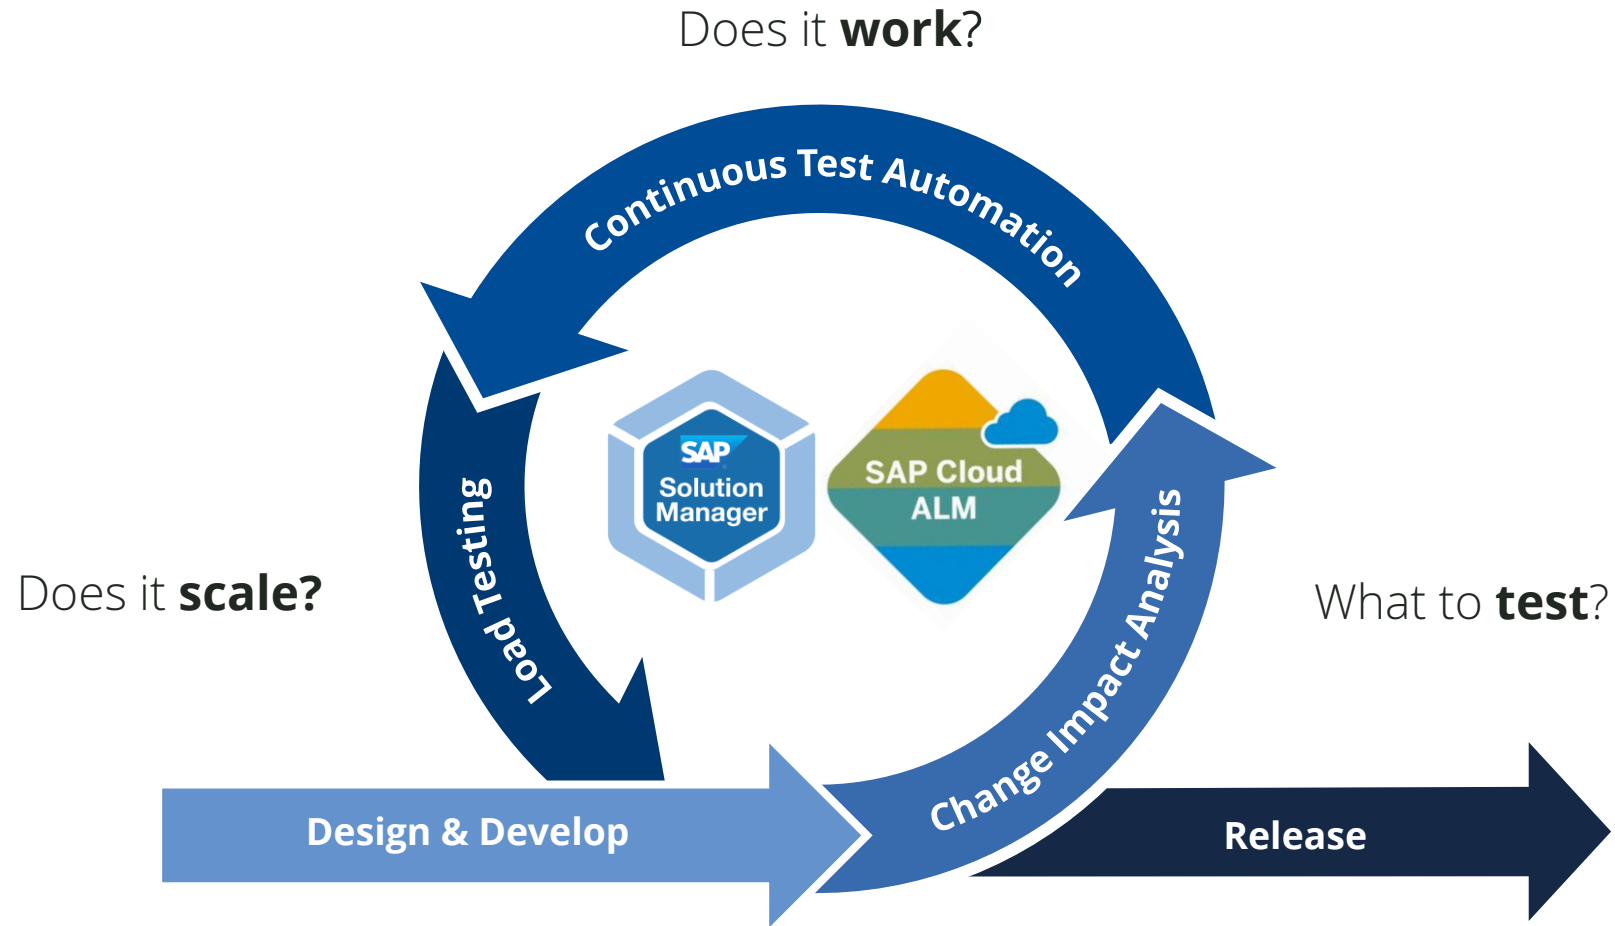 Does it work?
Continuous Test Automation
SAP
Solution
Manager
SAP Cloud
ALM
Load Testing
Change Impact Analysis
Does it scale?
What to test?
Design & Develop
Release